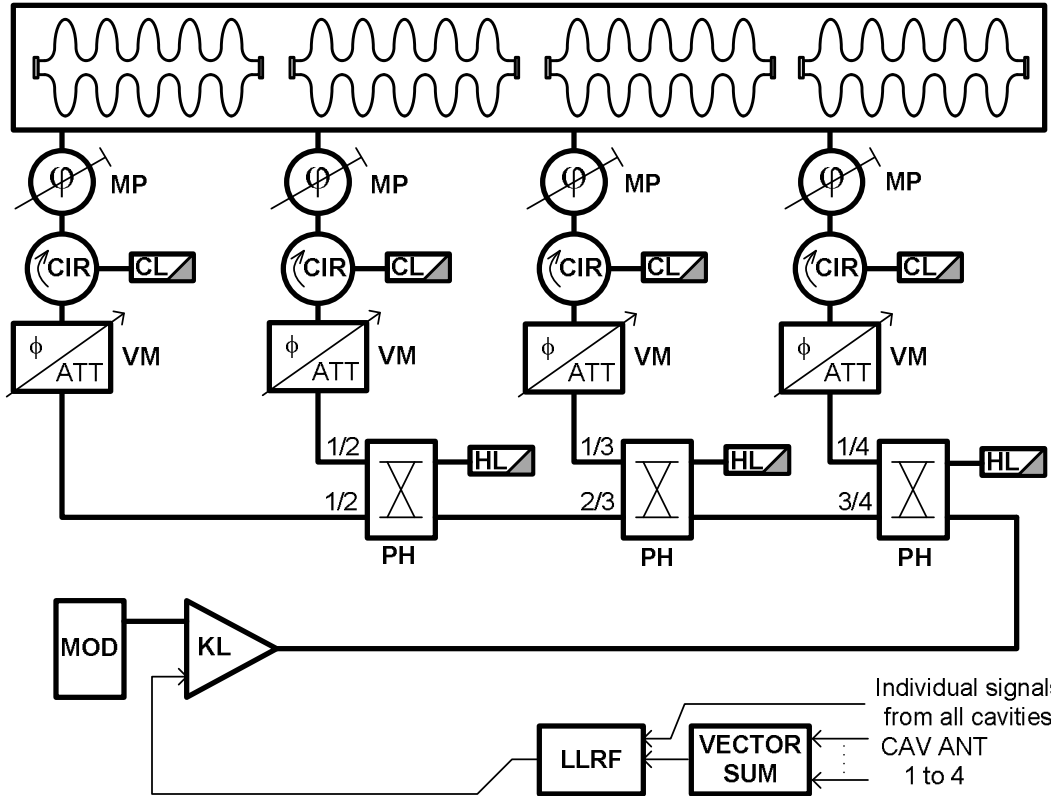 φ MP φ MP φ MP φ MP
CIR CL CIR CL CIR CL CIR CL
ϕ ATT VM ϕ ATT VM ϕ ATT VM ϕ ATT VM
1/2 HL 1/3 HL 1/4 HL
1/2 2/3 3/4
PH PH PH
MOD KL
Individual signals
from all cavities
LLRF VECTOR SUM CAV ANT
1 to 4